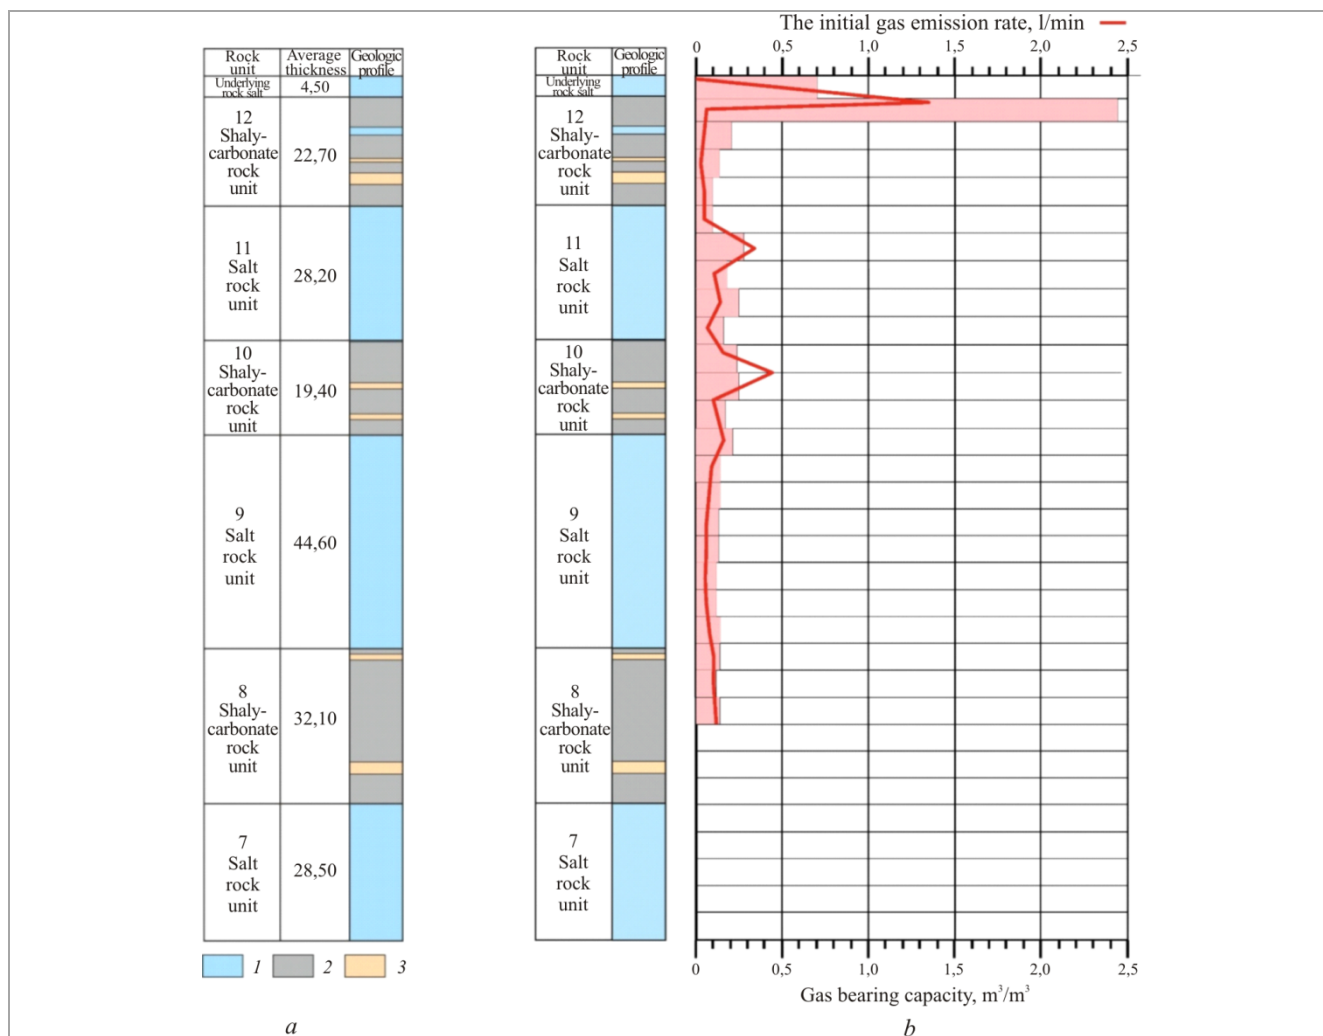 The initial gas emission rate, l/min
0 0,5 1,0 1,5 2,0 2,5
Rock
unit
Average
thickness
Geologic
profile
Underlying
rock salt
4,50
12
Shaly-
carbonate
rock
unit
22,70
11
Salt
rock
unit
28,20
10
Shaly-
carbonate
rock
unit
19,40
9
Salt
rock
unit
44,60
8
Shaly-
carbonate
rock
unit
32,10
7
Salt
rock
unit
28,50
1 2 3
a
Rock
unit
Geologic
profile
Underlying
rock salt
12
Shaly-
carbonate
rock
unit
11
Salt
rock
unit
10
Shaly-
carbonate
rock
unit
9
Salt
rock
unit
8
Shaly-
carbonate
rock
unit
7
Salt
rock
unit
0 0,5 1,0 1,5 2,0 2,5
Gas bearing capacity, m³/m³
b